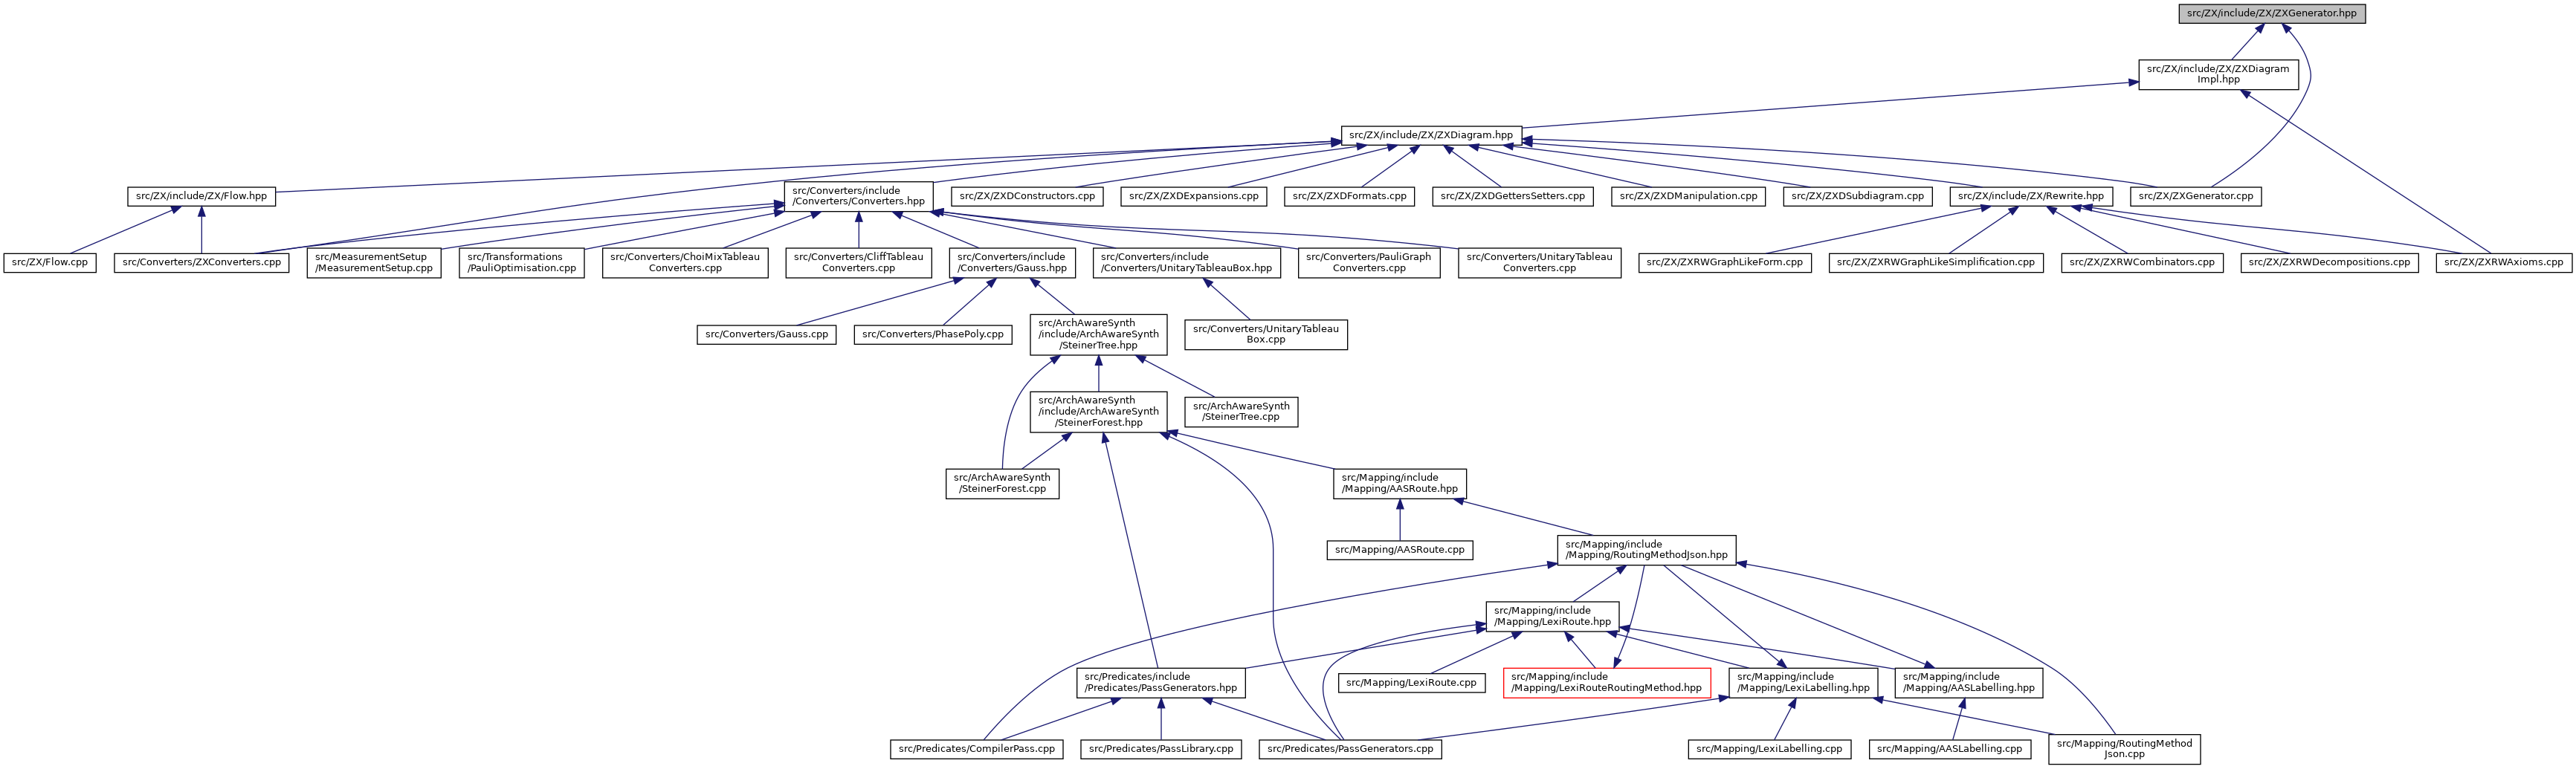 src/ZX/include/ZX/ZXGenerator.hpp
src/ZX/include/ZX/ZXDiagram
Impl.hpp
src/ZX/include/ZX/ZXDiagram.hpp
src/ZX/include/ZX/Flow.hpp
src/Converters/include
/Converters/Converters.hpp
src/ZX/ZXDConstructors.cpp
src/ZX/ZXDExpansions.cpp
src/ZX/ZXDFormats.cpp
src/ZX/ZXDGettersSetters.cpp
src/ZX/ZXDManipulation.cpp
src/ZX/ZXDSubdiagram.cpp
src/ZX/include/ZX/Rewrite.hpp
src/ZX/ZXGenerator.cpp
src/ZX/Flow.cpp
src/Converters/ZXConverters.cpp
src/MeasurementSetup
/MeasurementSetup.cpp
src/Transformations
/PauliOptimisation.cpp
src/Converters/ChoiMixTableau
Converters.cpp
src/Converters/CliffTableau
Converters.cpp
src/Converters/include
/Converters/Gauss.hpp
src/Converters/include
/Converters/UnitaryTableauBox.hpp
src/Converters/PauliGraph
Converters.cpp
src/Converters/UnitaryTableau
Converters.cpp
src/ZX/ZXRWGraphLikeForm.cpp
src/ZX/ZXRWGraphLikeSimplification.cpp
src/ZX/ZXRWCombinators.cpp
src/ZX/ZXRWDecompositions.cpp
src/ZX/ZXRWAxioms.cpp
src/Converters/Gauss.cpp
src/Converters/PhasePoly.cpp
src/ArchAwareSynth
/include/ArchAwareSynth
/SteinerTree.hpp
src/Converters/UnitaryTableau
Box.cpp
src/ArchAwareSynth
/include/ArchAwareSynth
/SteinerForest.hpp
src/ArchAwareSynth
/SteinerTree.cpp
src/ArchAwareSynth
/SteinerForest.cpp
src/Mapping/include
/Mapping/AASRoute.hpp
src/Mapping/AASRoute.cpp
src/Mapping/include
/Mapping/RoutingMethodJson.hpp
src/Mapping/include
/Mapping/LexiRoute.hpp
src/Predicates/include
/Predicates/PassGenerators.hpp
src/Mapping/LexiRoute.cpp
src/Mapping/include
/Mapping/LexiRouteRoutingMethod.hpp
src/Mapping/include
/Mapping/LexiLabelling.hpp
src/Mapping/include
/Mapping/AASLabelling.hpp
src/Predicates/CompilerPass.cpp
src/Predicates/PassLibrary.cpp
src/Predicates/PassGenerators.cpp
src/Mapping/LexiLabelling.cpp
src/Mapping/AASLabelling.cpp
src/Mapping/RoutingMethod
Json.cpp